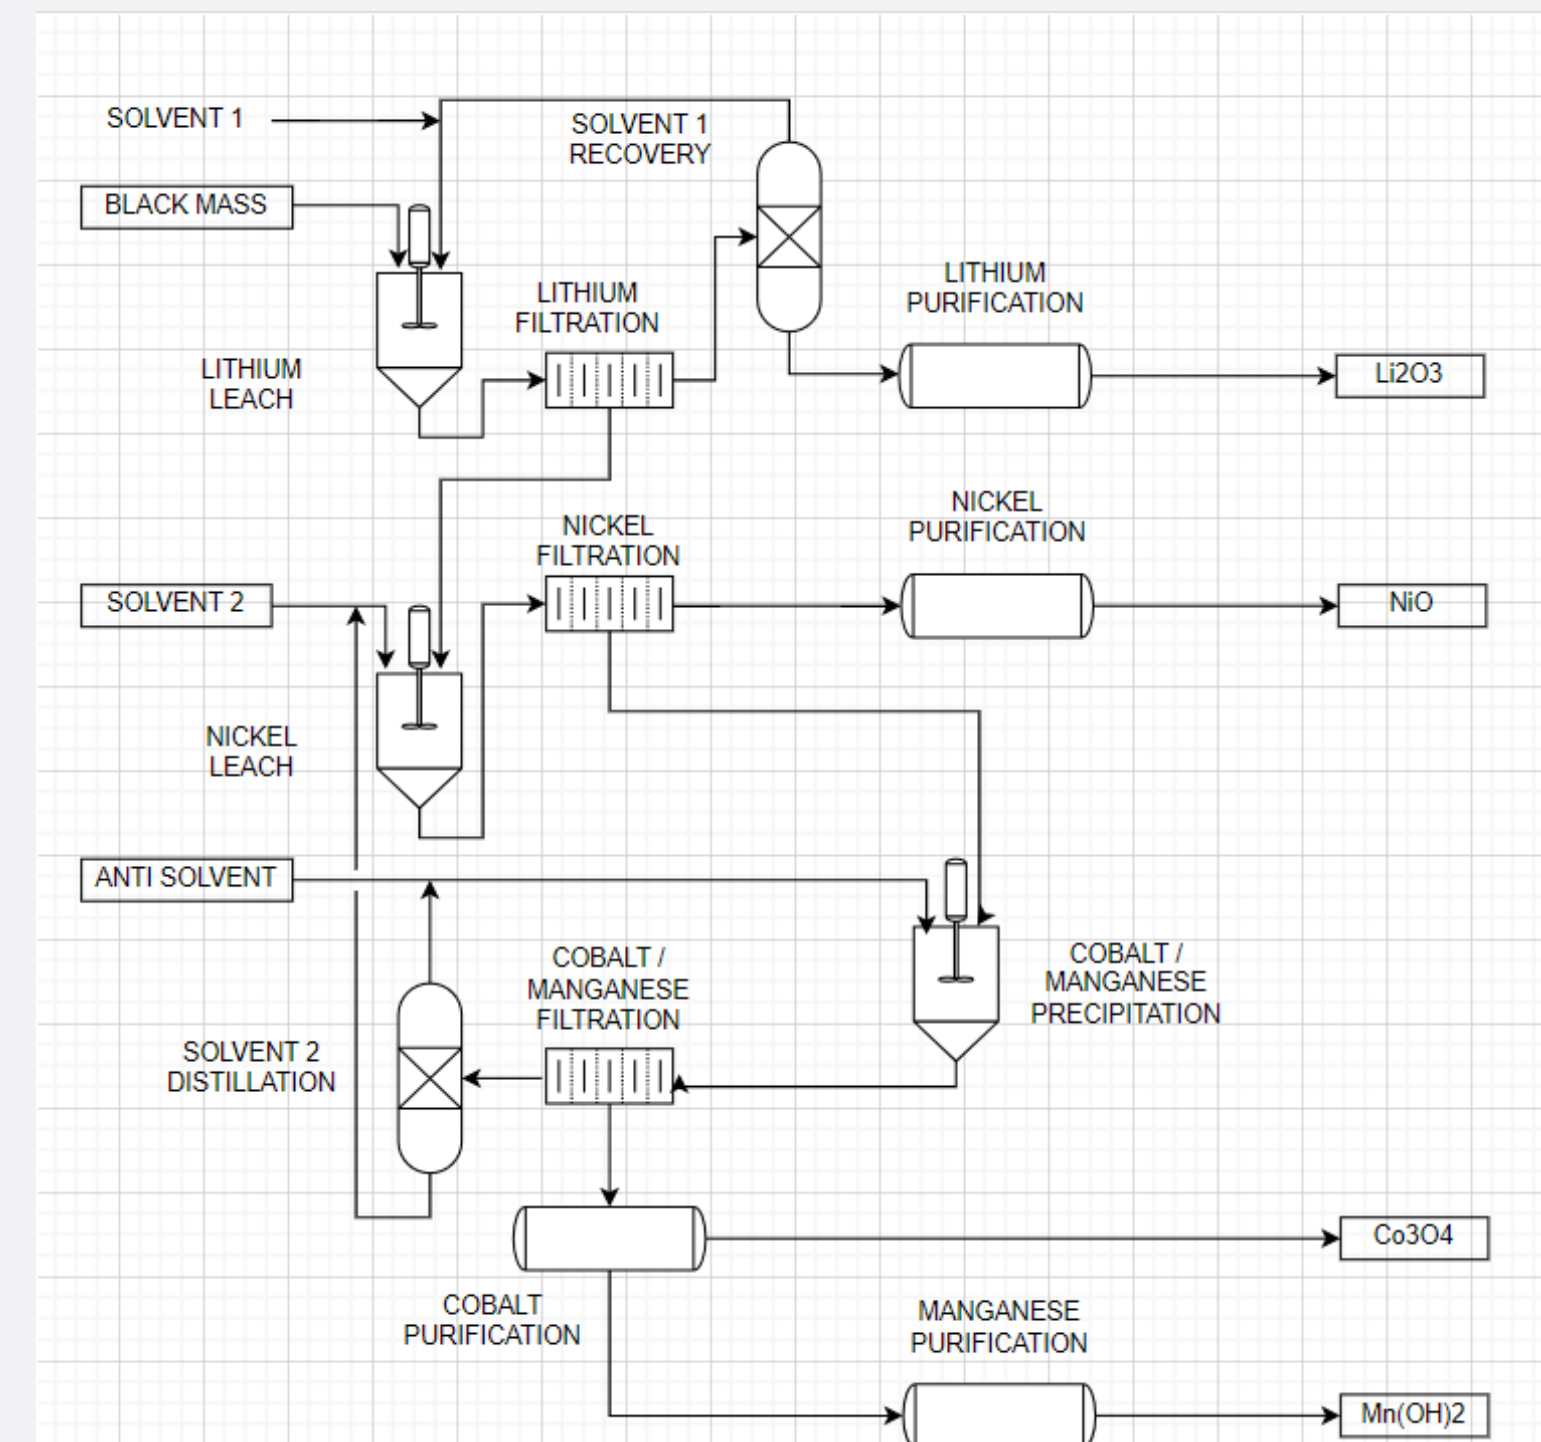 SOLVENT 1
SOLVENT 1
RECOVERY
BLACK MASS
LITHIUM
PURIFICATION
LITHIUM
FILTRATION
LITHIUM
LEACH
Li2O3
NICKEL
PURIFICATION
NICKEL
FILTRATION
SOLVENT 2
NiO
NICKEL
LEACH
ANTI SOLVENT
COBALT /
MANGANESE
FILTRATION
COBALT /
MANGANESE
PRECIPITATION
SOLVENT 2
DISTILLATION
Co3O4
COBALT
PURIFICATION
MANGANESE
PURIFICATION
Mn(OH)2